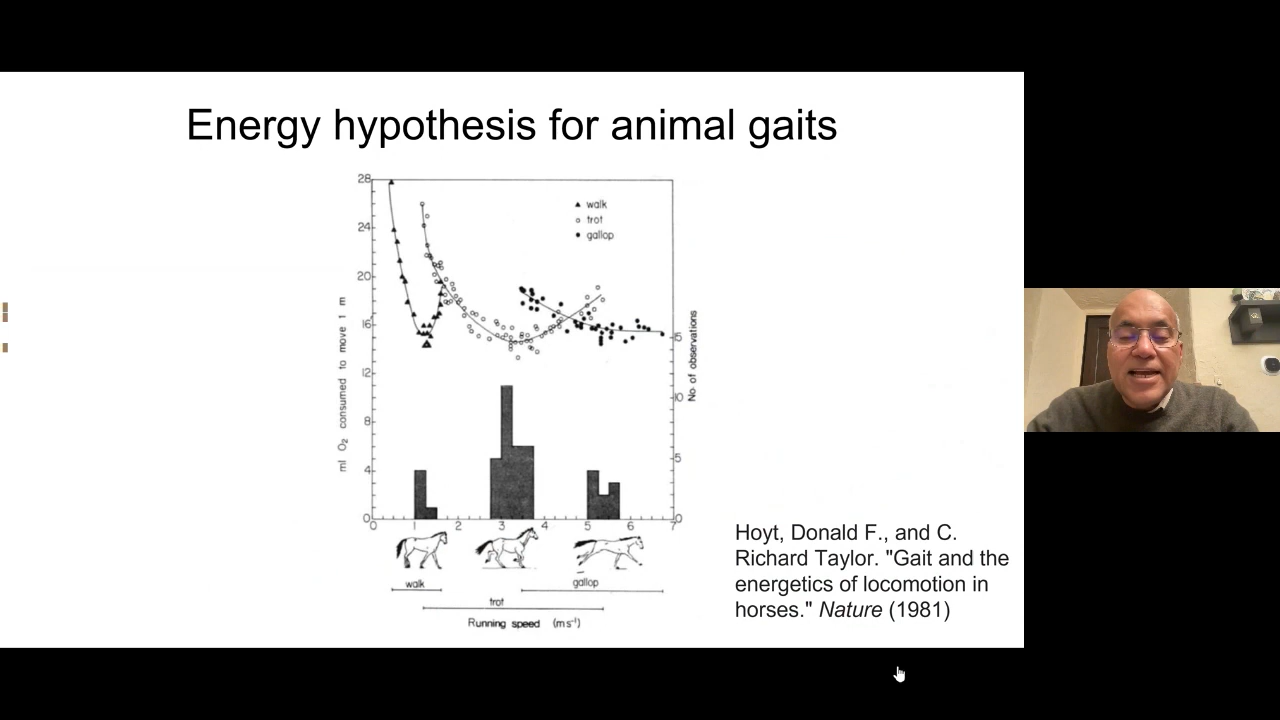 Energy hypothesis for animal gaits
28
24
20
16
12
8
4
0
ml O₂ consumed to move 1 m
walk
trot
gallop
15
10
5
0
No. of observations
0 1 2 3 4 5 6 7
walk
gallop
trot
Running speed (m s⁻¹)
Hoyt, Donald F., and C.
Richard Taylor. "Gait and the
energetics of locomotion in
horses." Nature (1981)